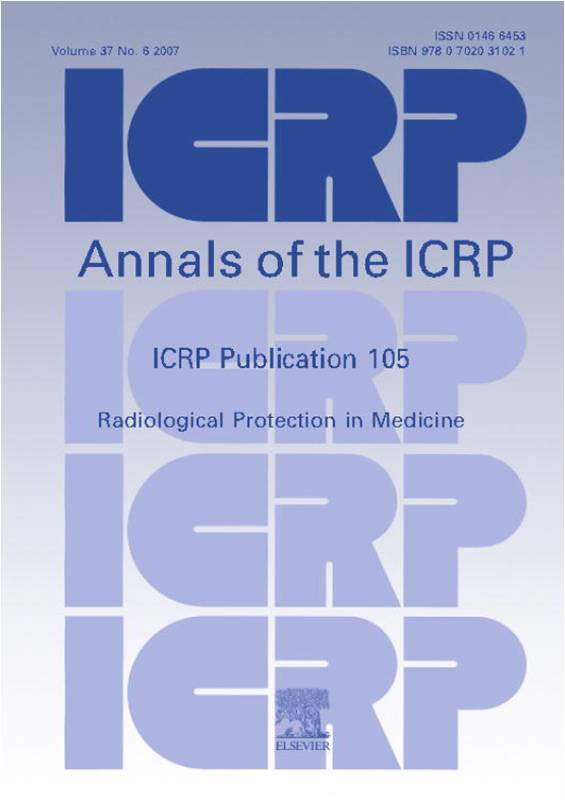 ISSN 0146 6453
Volume 37 No. 6 2007
ISBN 978 0 7020 3102 1
ICRP
Annals of the ICRP
ICRP
ICRP Publication 105
Radiological Protection in Medicine
ICRP
ICRP
ELSEVIER